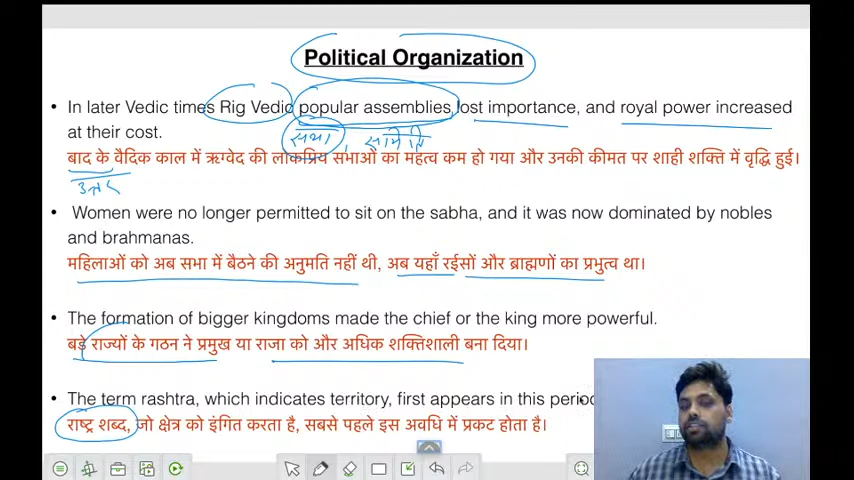 Political Organization
• In later Vedic times Rig Vedic popular assemblies lost importance, and royal power increased
at their cost.
सभा, समिति
बाद के वैदिक काल में ऋग्वेद की लोकप्रिय सभाओं का महत्व कम हो गया और उनकी कीमत पर शाही शक्ति में वृद्धि हुई।
उत्तर
• Women were no longer permitted to sit on the sabha, and it was now dominated by nobles
and brahmanas.
महिलाओं को अब सभा में बैठने की अनुमति नहीं थी, अब यहाँ रईसों और ब्राह्मणों का प्रभुत्व था।
• The formation of bigger kingdoms made the chief or the king more powerful.
बड़े राज्यों के गठन ने प्रमुख या राजा को और अधिक शक्तिशाली बना दिया।
• The term rashtra, which indicates territory, first appears in this period
राष्ट्र शब्द, जो क्षेत्र को इंगित करता है, सबसे पहले इस अवधि में प्रकट होता है।